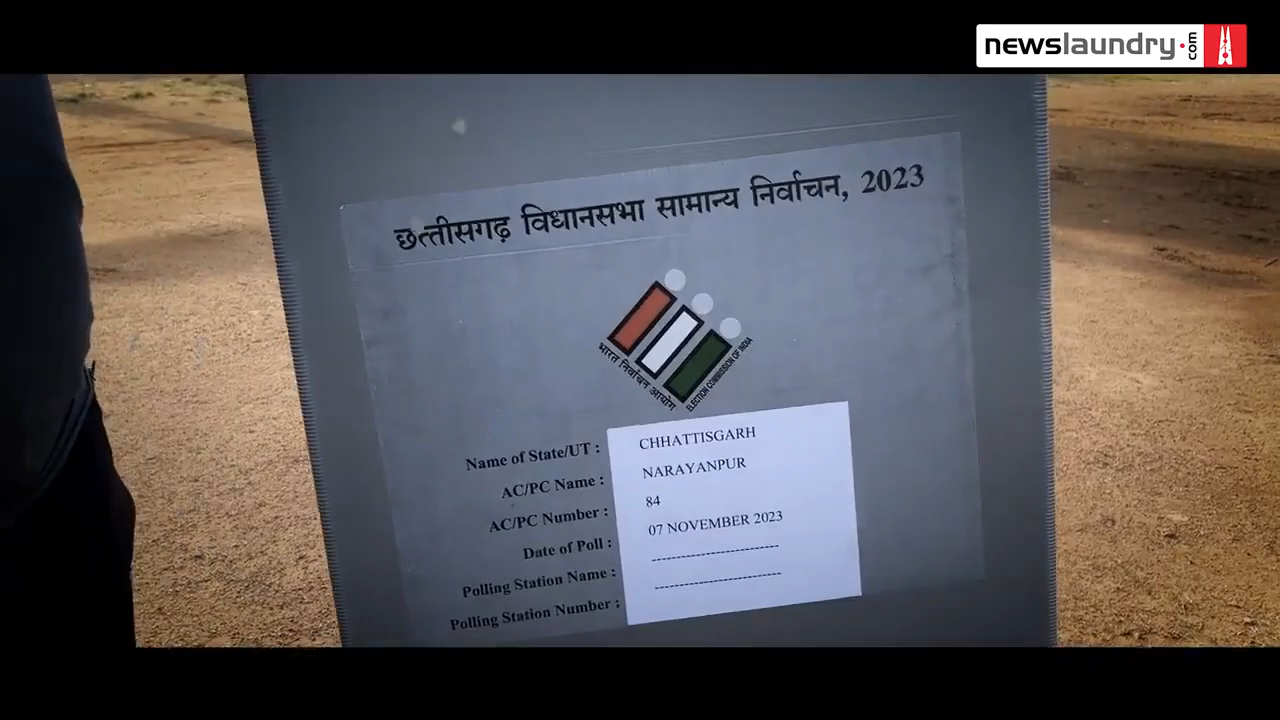 newslaundry.com
छत्तीसगढ़ विधानसभा सामान्य निर्वाचन, 2023
भारत निर्वाचन आयोग
ELECTION COMMISSION OF INDIA
Name of State/UT : CHHATTISGARH
AC/PC Name : NARAYANPUR
AC/PC Number : 84
Date of Poll : 07 NOVEMBER 2023
Polling Station Name : --------------------------
Polling Station Number : --------------------------